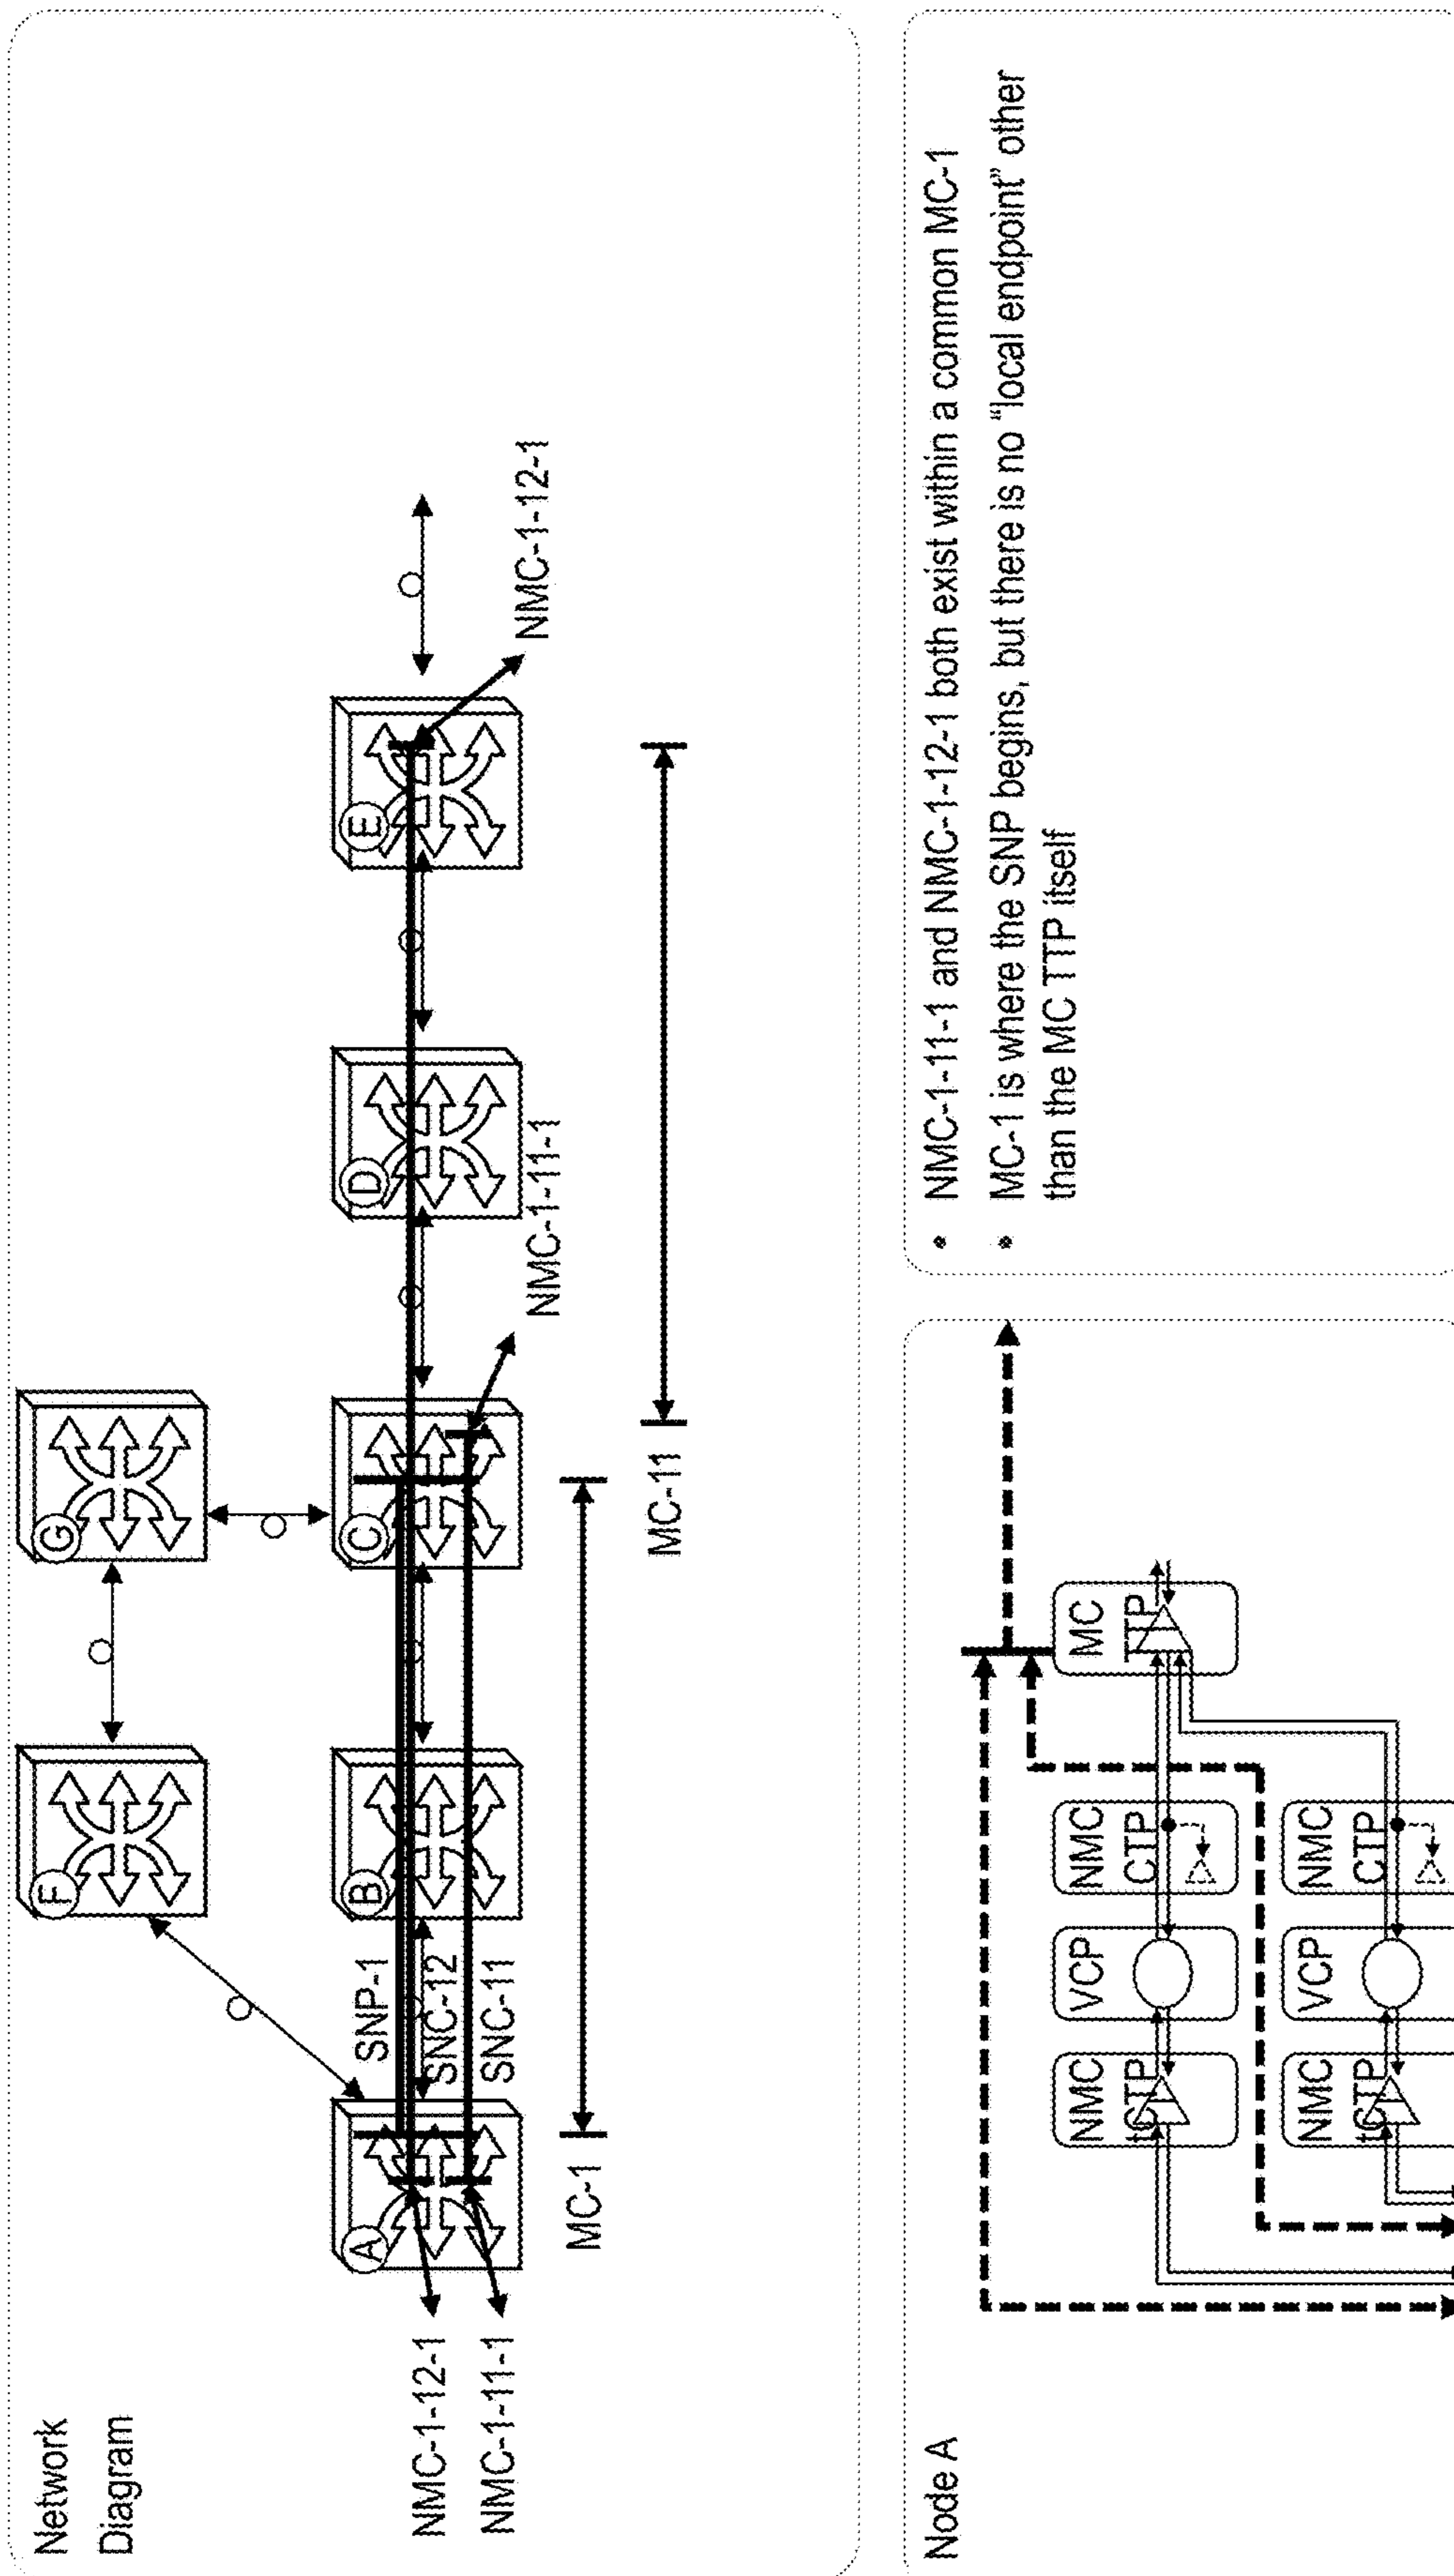 Network
Diagram
F
G
A
B
C
D
E
SNP-1
SNC-12
SNC-11
NMC-1-12-1
NMC-1-11-1
NMC-1-11-1
NMC-1-12-1
MC-1
MC-11
Node A
NMC
tCTP
VCP
NMC
CTP
MC
TTP
NMC
tCTP
VCP
NMC
CTP
• NMC-1-11-1 and NMC-1-12-1 both exist within a common MC-1
• MC-1 is where the SNP begins, but there is no "local endpoint" other
than the MC TTP itself